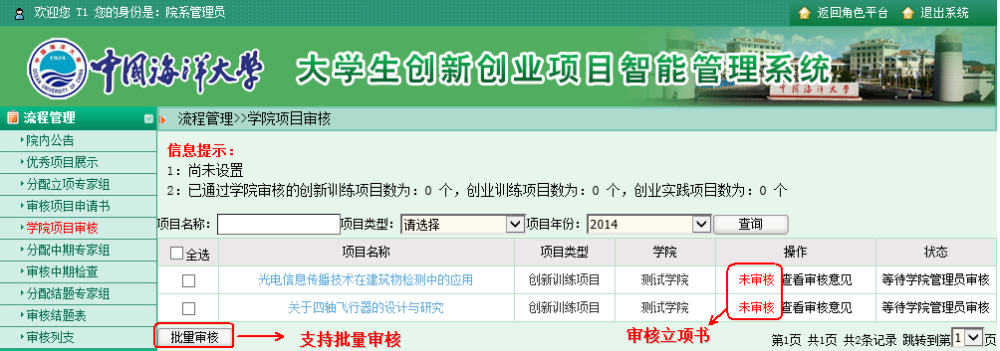 欢迎您 T1 您的身份是：院系管理员
返回角色平台 退出系统
中国海洋大学
OCEAN UNIVERSITY OF CHINA
1924
大学生创新创业项目智能管理系统
中国海洋大学
流程管理
院内公告
优秀项目展示
分配立项专家组
审核项目申请书
学院项目审核
分配中期专家组
审核中期检查
分配结题专家组
审核结题表
审核列支
流程管理>>学院项目审核
信息提示：
1：尚未设置
2：已通过学院审核的创新训练项目数为：0 个，创业训练项目数为：0 个，创业实践项目数为：0 个
项目名称： 项目类型： 请选择 项目年份： 2014 查询
全选 项目名称 项目类型 学院 操作 状态
光电信息传播技术在建筑物检测中的应用 创新训练项目 测试学院 未审核 查看审核意见 等待学院管理员审核
关于四轴飞行器的设计与研究 创新训练项目 测试学院 未审核 查看审核意见 等待学院管理员审核
批量审核 支持批量审核 审核立项书 第1页 共1页 共2条记录 跳转到第 1 页